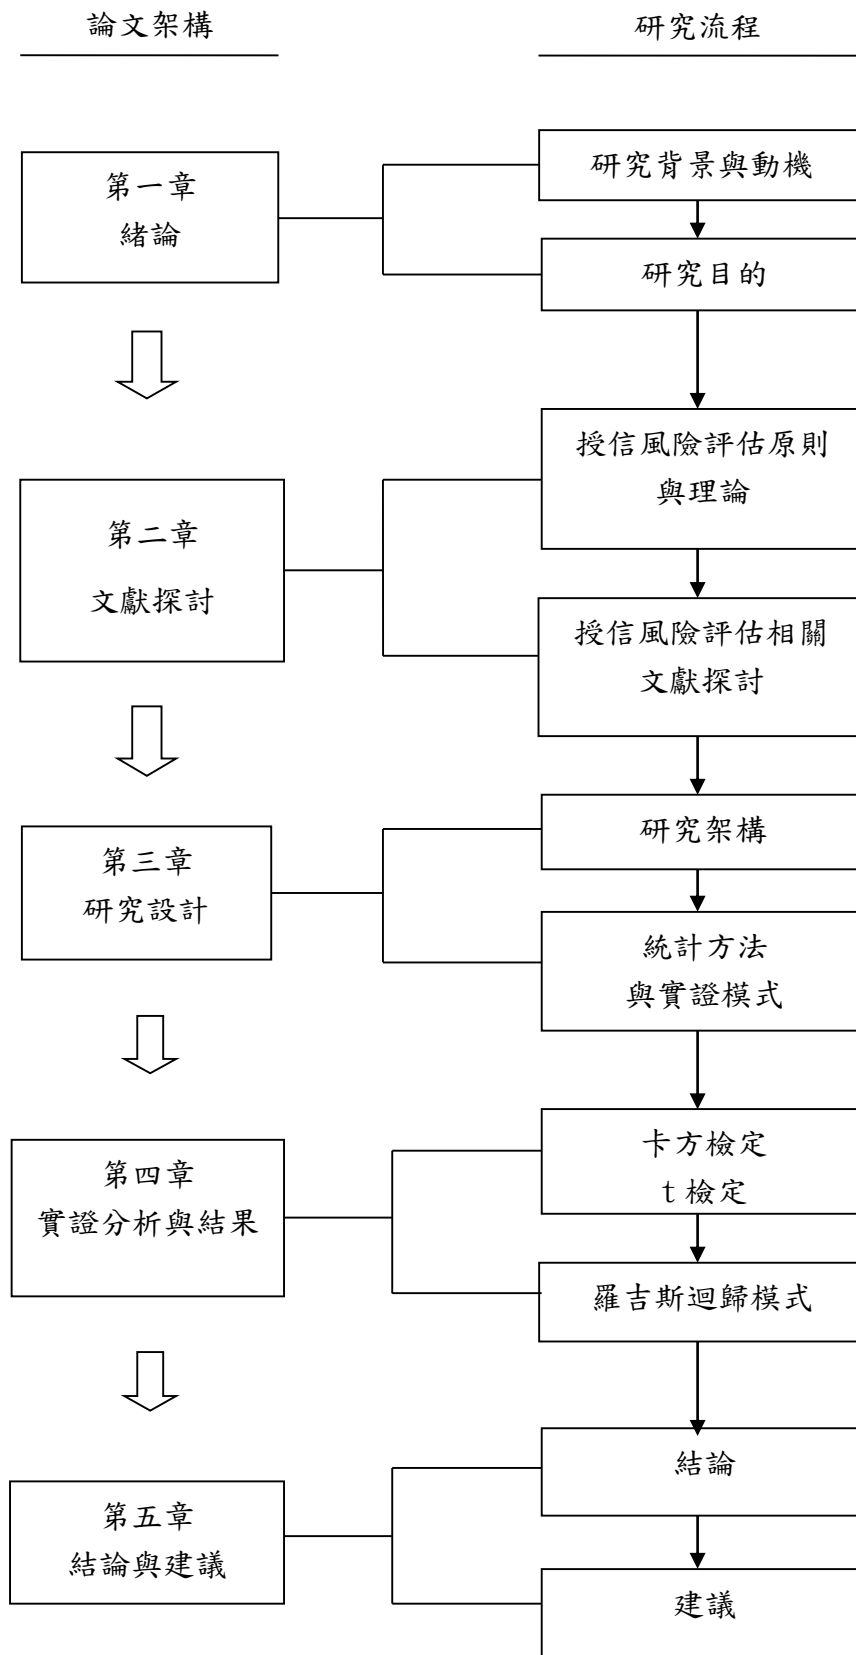 論文架構
研究流程
第一章
緒論
研究背景與動機
研究目的
第二章
文獻探討
授信風險評估原則
與理論
授信風險評估相關
文獻探討
第三章
研究設計
研究架構
統計方法
與實證模式
第四章
實證分析與結果
卡方檢定
t 檢定
羅吉斯迴歸模式
第五章
結論與建議
結論
建議